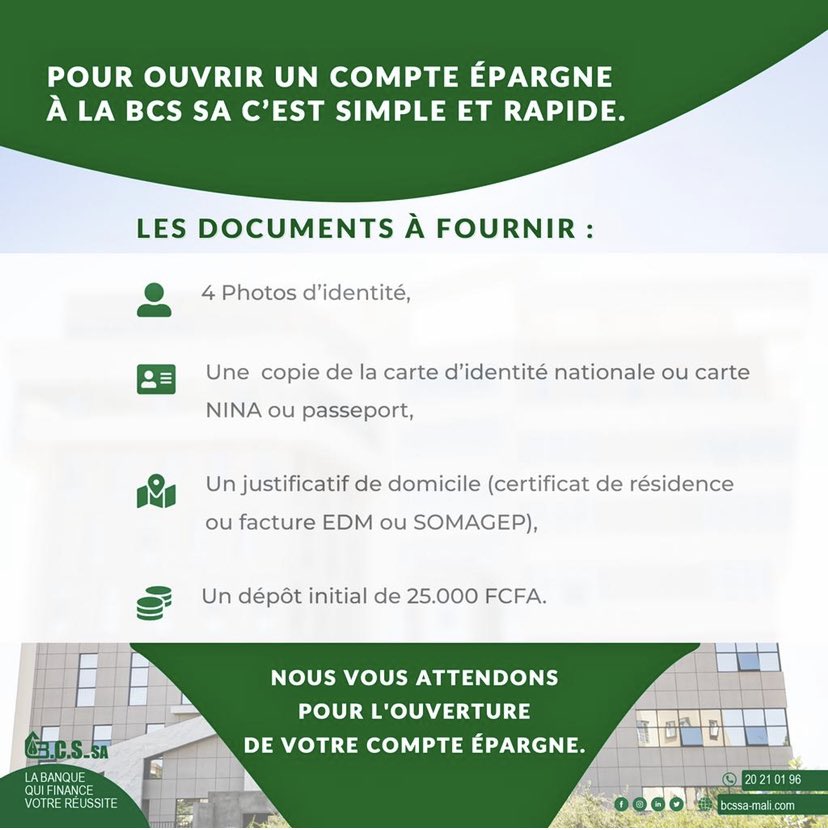 POUR OUVRIR UN COMPTE ÉPARGNE
À LA BCS SA C’EST SIMPLE ET RAPIDE.
LES DOCUMENTS À FOURNIR :
4 Photos d’identité,
Une copie de la carte d’identité nationale ou carte
NINA ou passeport,
Un justificatif de domicile (certificat de résidence
ou facture EDM ou SOMAGEP),
Un dépôt initial de 25.000 FCFA.
NOUS VOUS ATTENDONS
POUR L'OUVERTURE
DE VOTRE COMPTE ÉPARGNE.
B.C.S_SA
LA BANQUE
QUI FINANCE
VOTRE RÉUSSITE
20 21 01 96
bcssa-mali.com